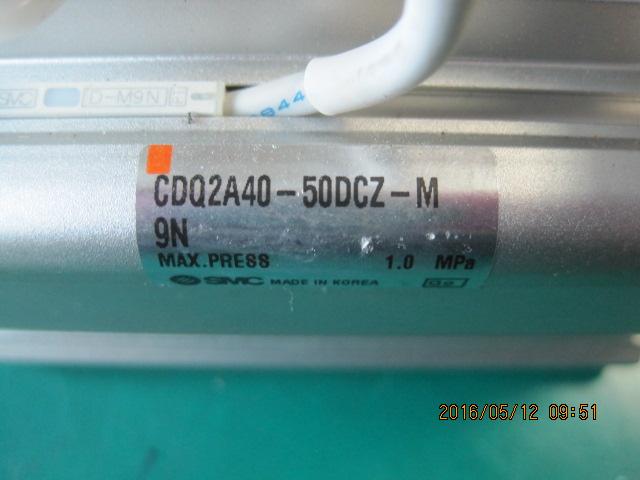 SMC D-M9N
944
CDQ2A40-50DCZ-M
9N
MAX.PRESS 1.0 MPa
SMC MADE IN KOREA
2016/05/12 09:51